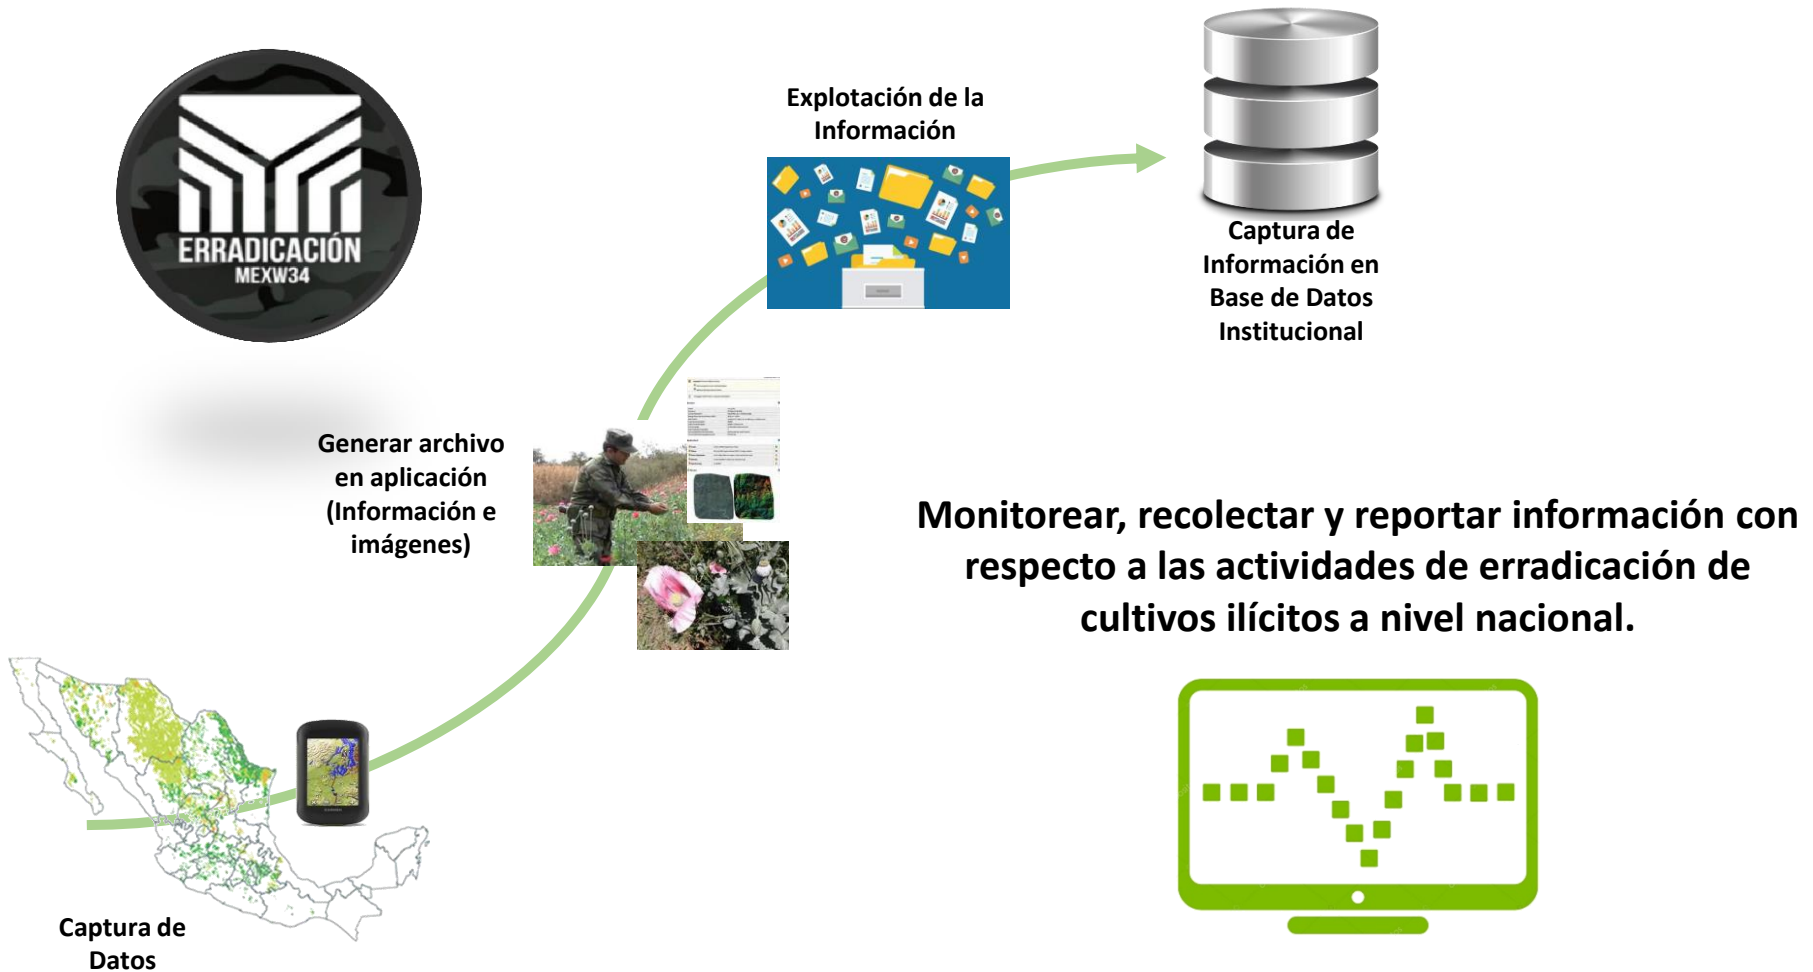 ERRADICACIÓN
MEXW34
Explotación de la
Información
Captura de
Información en
Base de Datos
Institucional
Generar archivo
en aplicación
(Información e
imágenes)
Monitorear, recolectar y reportar información con
respecto a las actividades de erradicación de
cultivos ilícitos a nivel nacional.
Captura de
Datos